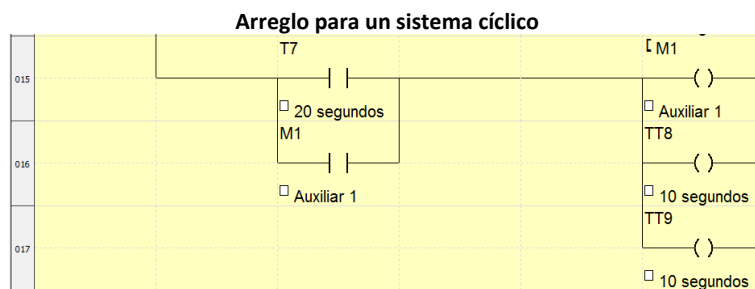 Arreglo para un sistema cíclico
T7
M1
015
20 segundos
Auxiliar 1
M1
TT8
016
Auxiliar 1
10 segundos
TT9
017
10 segundos